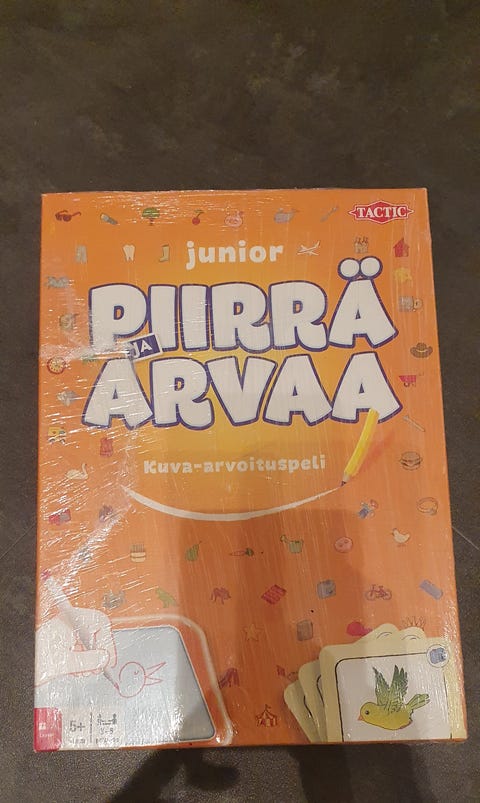 TACTIC
junior
PIIRRÄ
JA
ARVAA
Kuva-arvoituspeli
5+